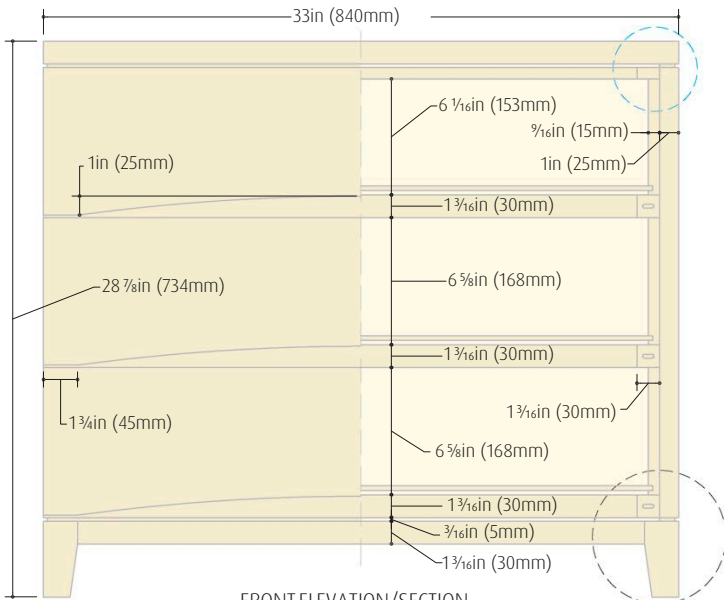 33in (840mm)
6 1/16in (153mm)
9/16in (15mm)
1in (25mm)
1in (25mm)
1 3/16in (30mm)
28 7/8in (734mm)
6 5/8in (168mm)
1 3/16in (30mm)
1 3/16in (30mm)
1 3/4in (45mm)
6 5/8in (168mm)
1 3/16in (30mm)
3/16in (5mm)
1 3/16in (30mm)
FRONT ELEVATION/SECTION